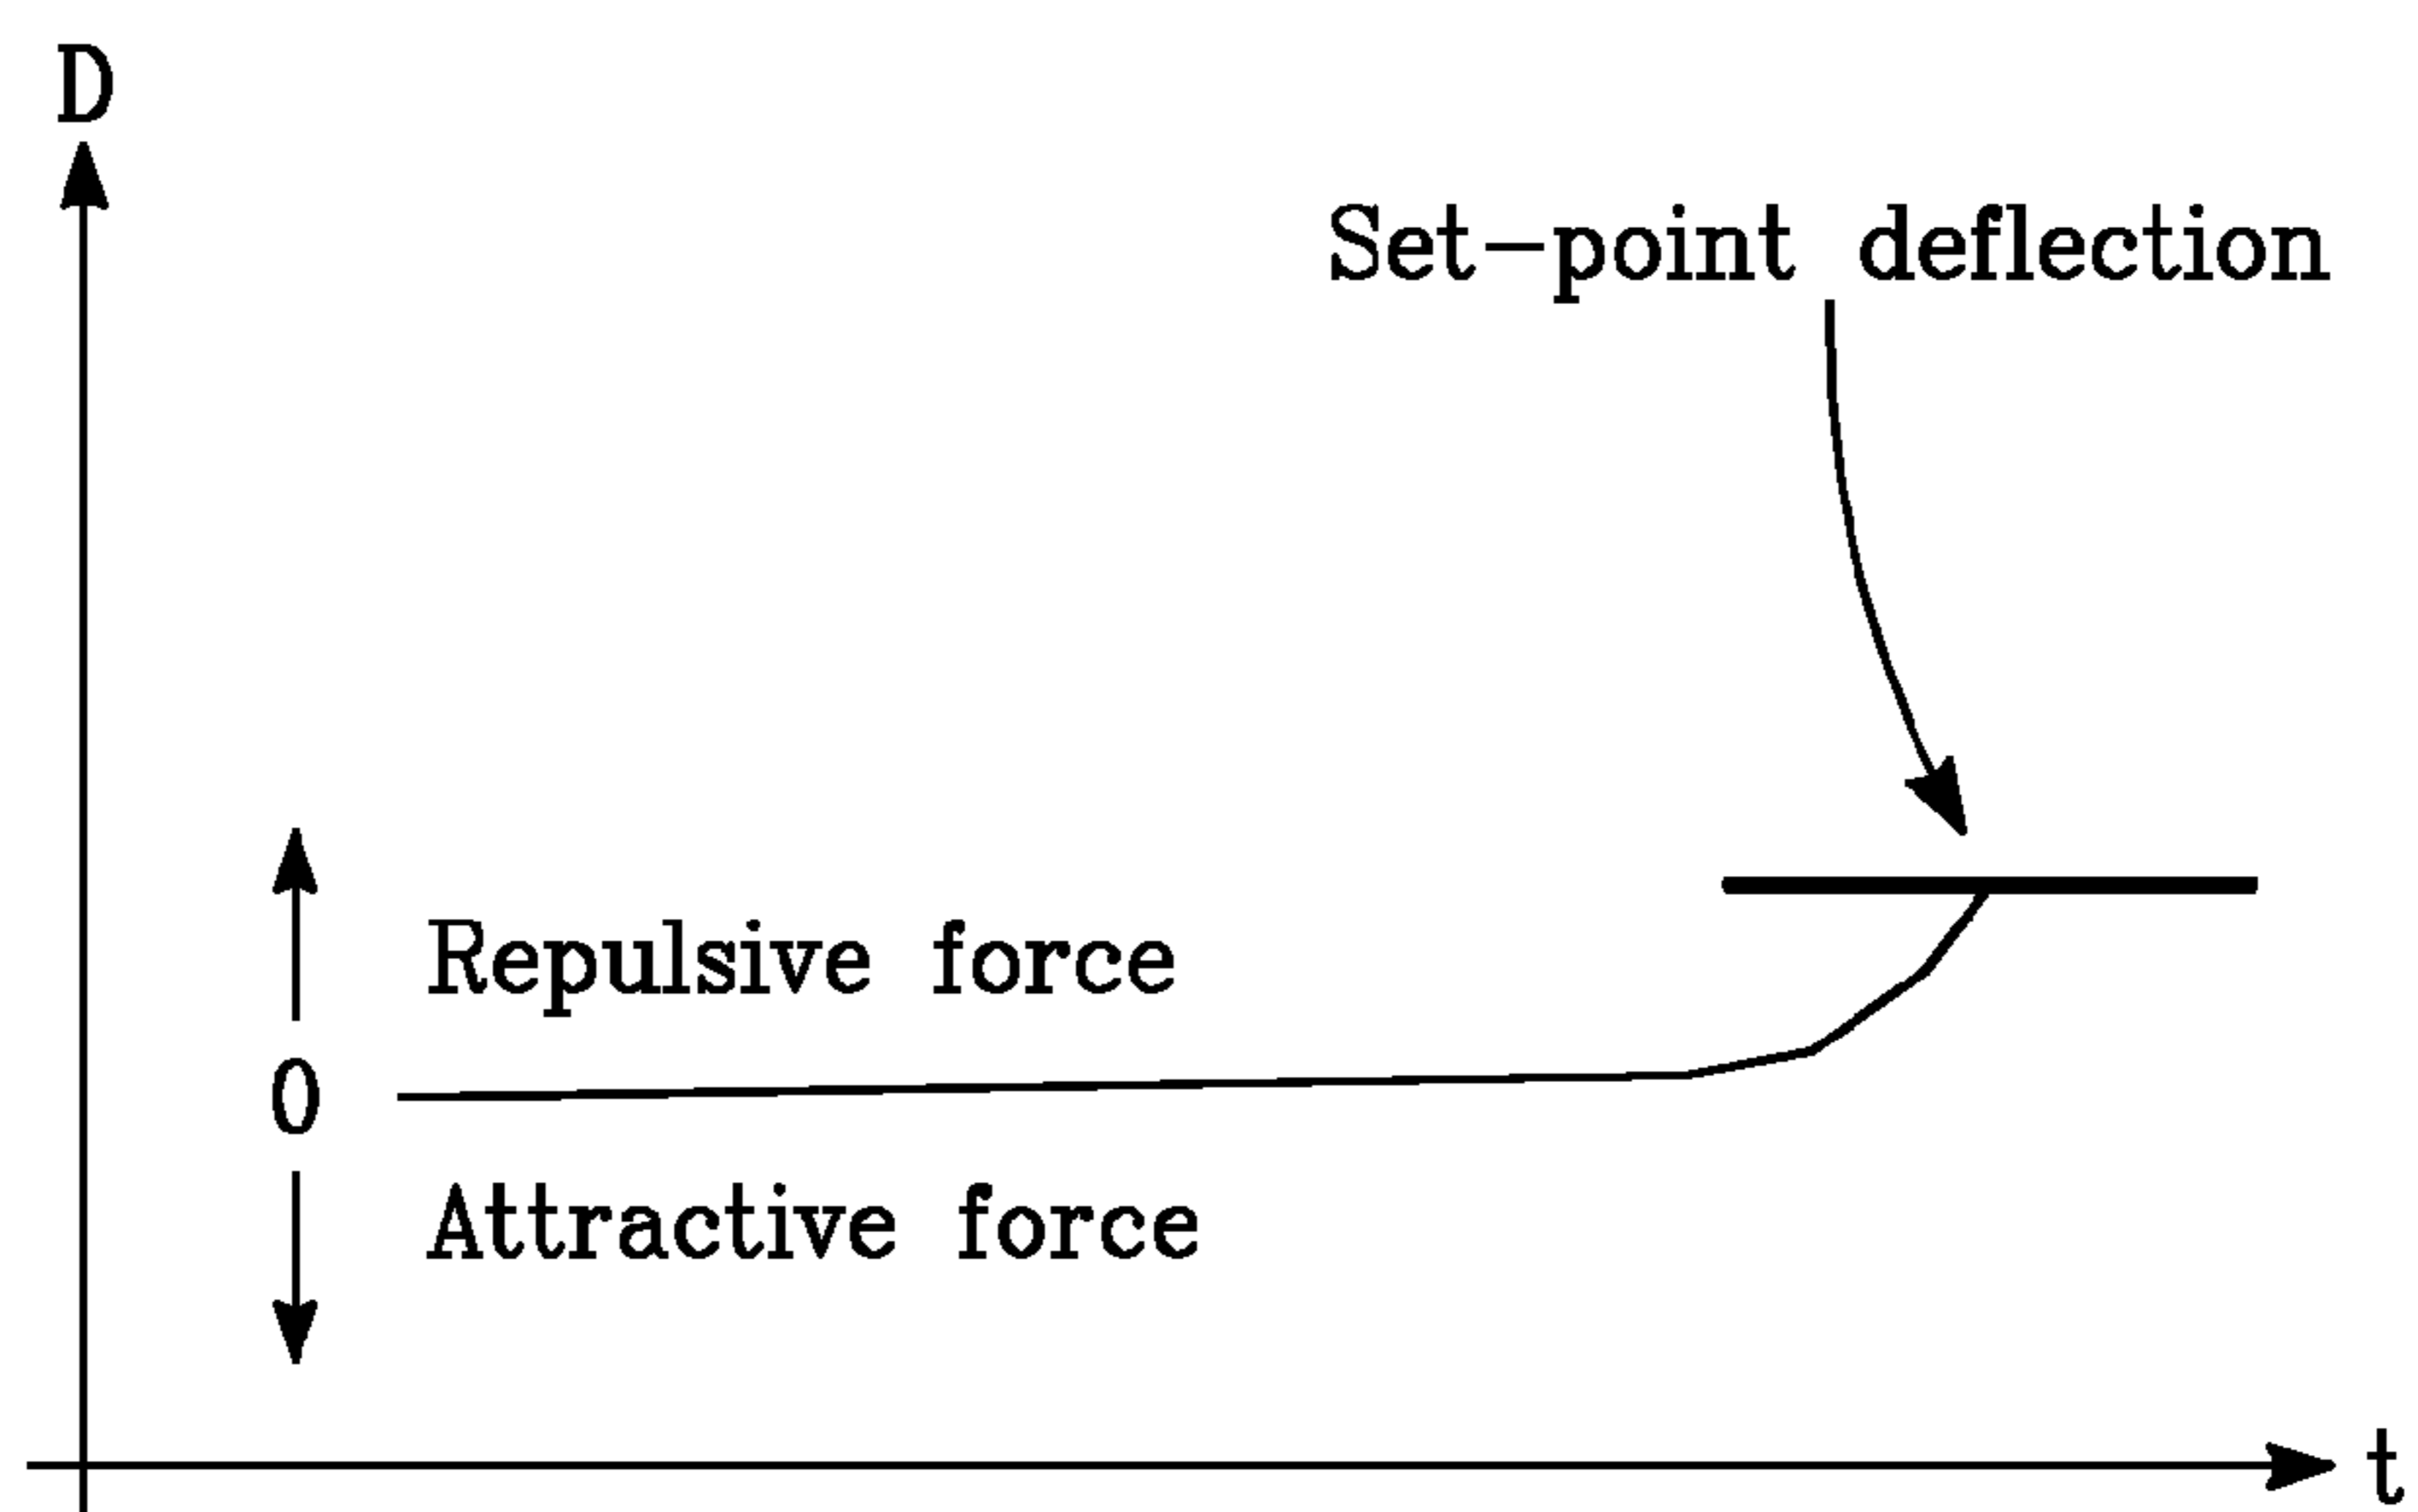 D
Set-point deflection
Repulsive force
0
Attractive force
t